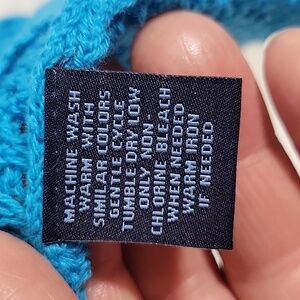 MACHINE WASH
WARM WITH
SIMILAR COLORS
GENTLE CYCLE
TUMBLE DRY LOW
ONLY NON-
CHLORINE BLEACH
WHEN NEEDED
WARM IRON
IF NEEDED